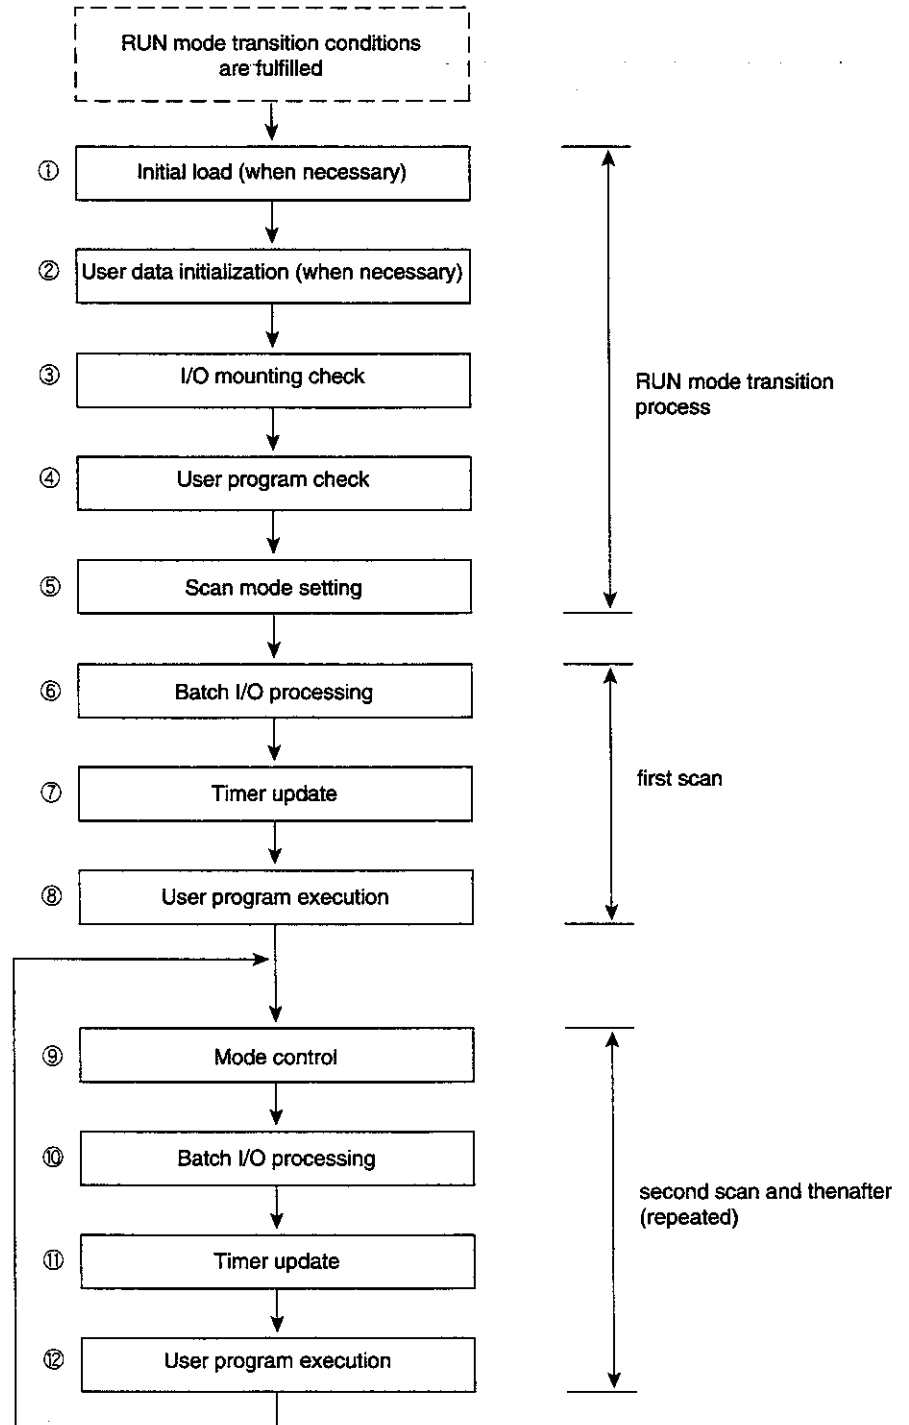 RUN mode transition conditions
are fulfilled
① Initial load (when necessary)
② User data initialization (when necessary)
③ I/O mounting check
④ User program check
⑤ Scan mode setting
RUN mode transition
process
⑥ Batch I/O processing
⑦ Timer update
⑧ User program execution
first scan
⑨ Mode control
⑩ Batch I/O processing
⑪ Timer update
⑫ User program execution
second scan and thenafter
(repeated)